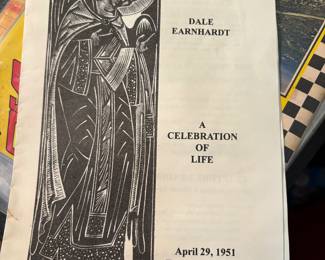 DALE
EARNHARDT
A
CELEBRATION
OF
LIFE
April 29, 1951